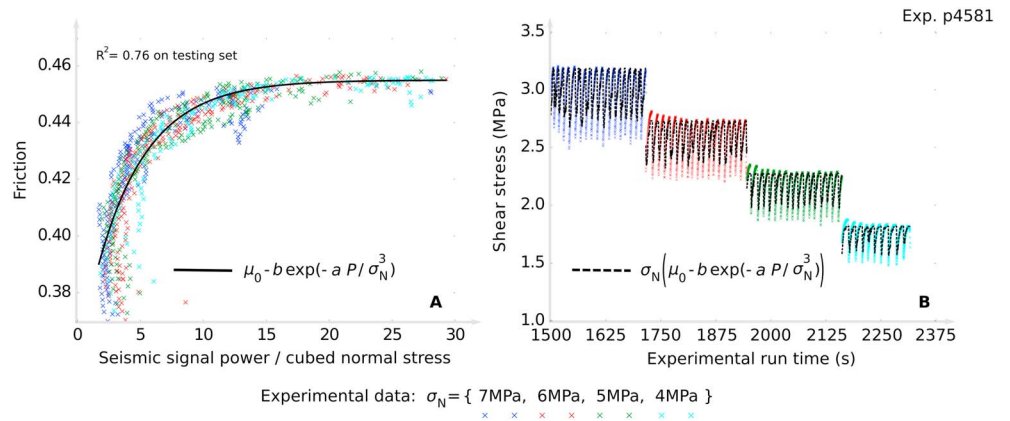 Exp. p4581
R²= 0.76 on testing set
Friction
0.46
0.44
0.42
0.40
0.38
μ₀ - b exp(- a P/ σ_N³)
A
0 5 10 15 20 25 30
Seismic signal power / cubed normal stress
Shear stress (MPa)
3.5
3.0
2.5
2.0
1.5
1.0
σ_N(μ₀ - b exp(- a P/ σ_N³))
B
1500 1625 1750 1875 2000 2125 2250 2375
Experimental run time (s)
Experimental data: σ_N= { 7MPa, 6MPa, 5MPa, 4MPa }